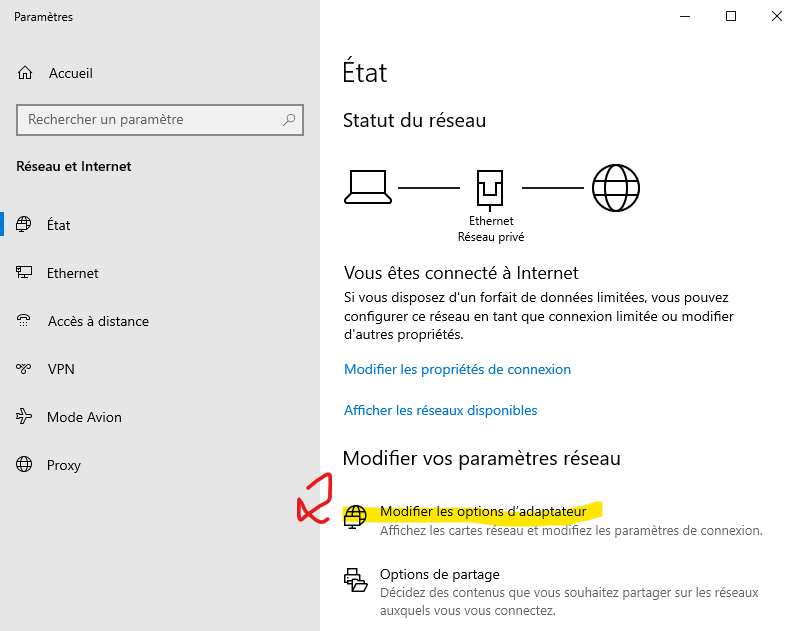 Paramètres
Accueil
Rechercher un paramètre
Réseau et Internet
État
Ethernet
Accès à distance
VPN
Mode Avion
Proxy
État
Statut du réseau
Ethernet
Réseau privé
Vous êtes connecté à Internet
Si vous disposez d'un forfait de données limitées, vous pouvez
configurer ce réseau en tant que connexion limitée ou modifier
d'autres propriétés.
Modifier les propriétés de connexion
Afficher les réseaux disponibles
Modifier vos paramètres réseau
2
Modifier les options d'adaptateur
Affichez les cartes réseau et modifiez les paramètres de connexion.
Options de partage
Décidez des contenus que vous souhaitez partager sur les réseaux
auxquels vous vous connectez.